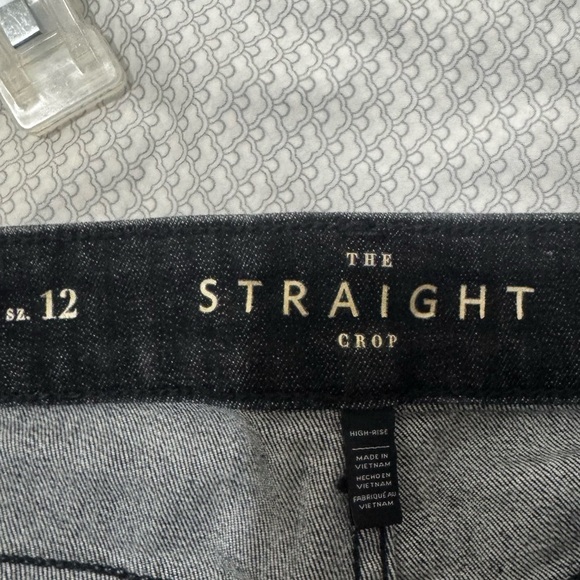 sz. 12
THE
STRAIGHT
CROP
HIGH-RISE
MADE IN
VIETNAM
HECHO EN
VIETNAM
FABRIQUÉ AU
VIETNAM